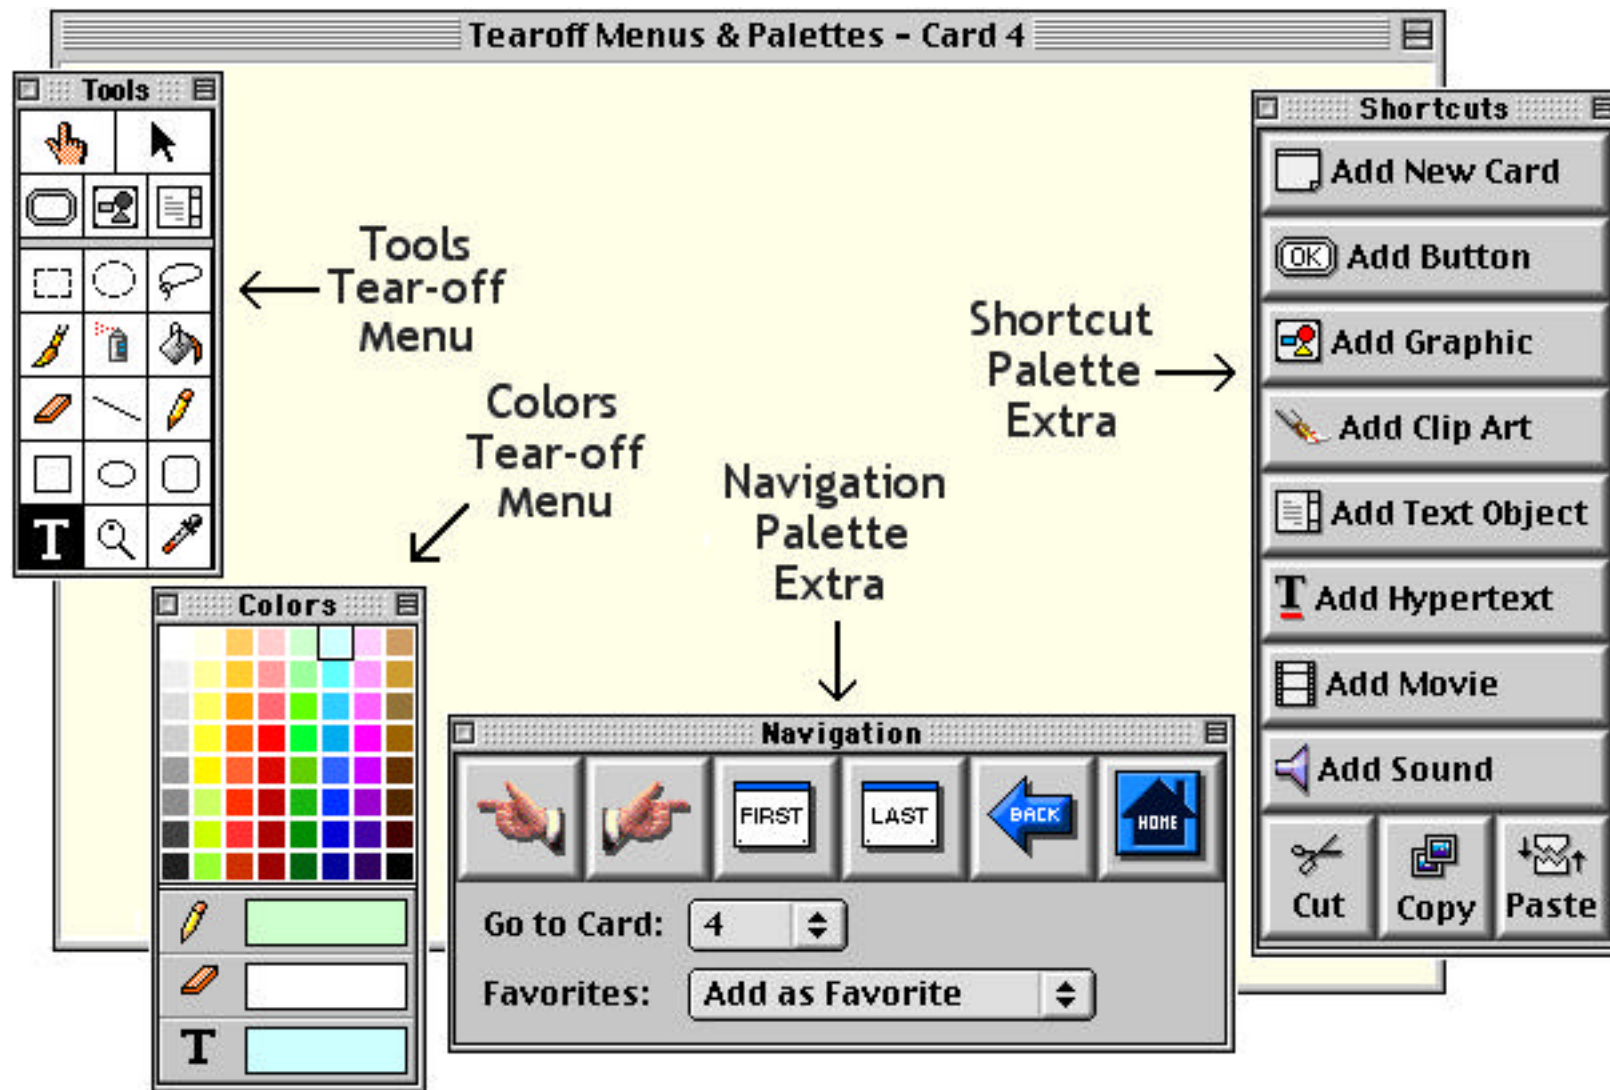 Tearoff Menus & Palettes - Card 4
Tools
T
Tools
Tear-off
Menu
Colors
Tear-off
Menu
Navigation
Palette
Extra
Shortcut
Palette
Extra
Colors
T
Navigation
FIRST
LAST
BACK
HOME
Go to Card: 4
Favorites: Add as Favorite
Shortcuts
Add New Card
OK Add Button
Add Graphic
Add Clip Art
Add Text Object
T Add Hypertext
Add Movie
Add Sound
Cut Copy Paste